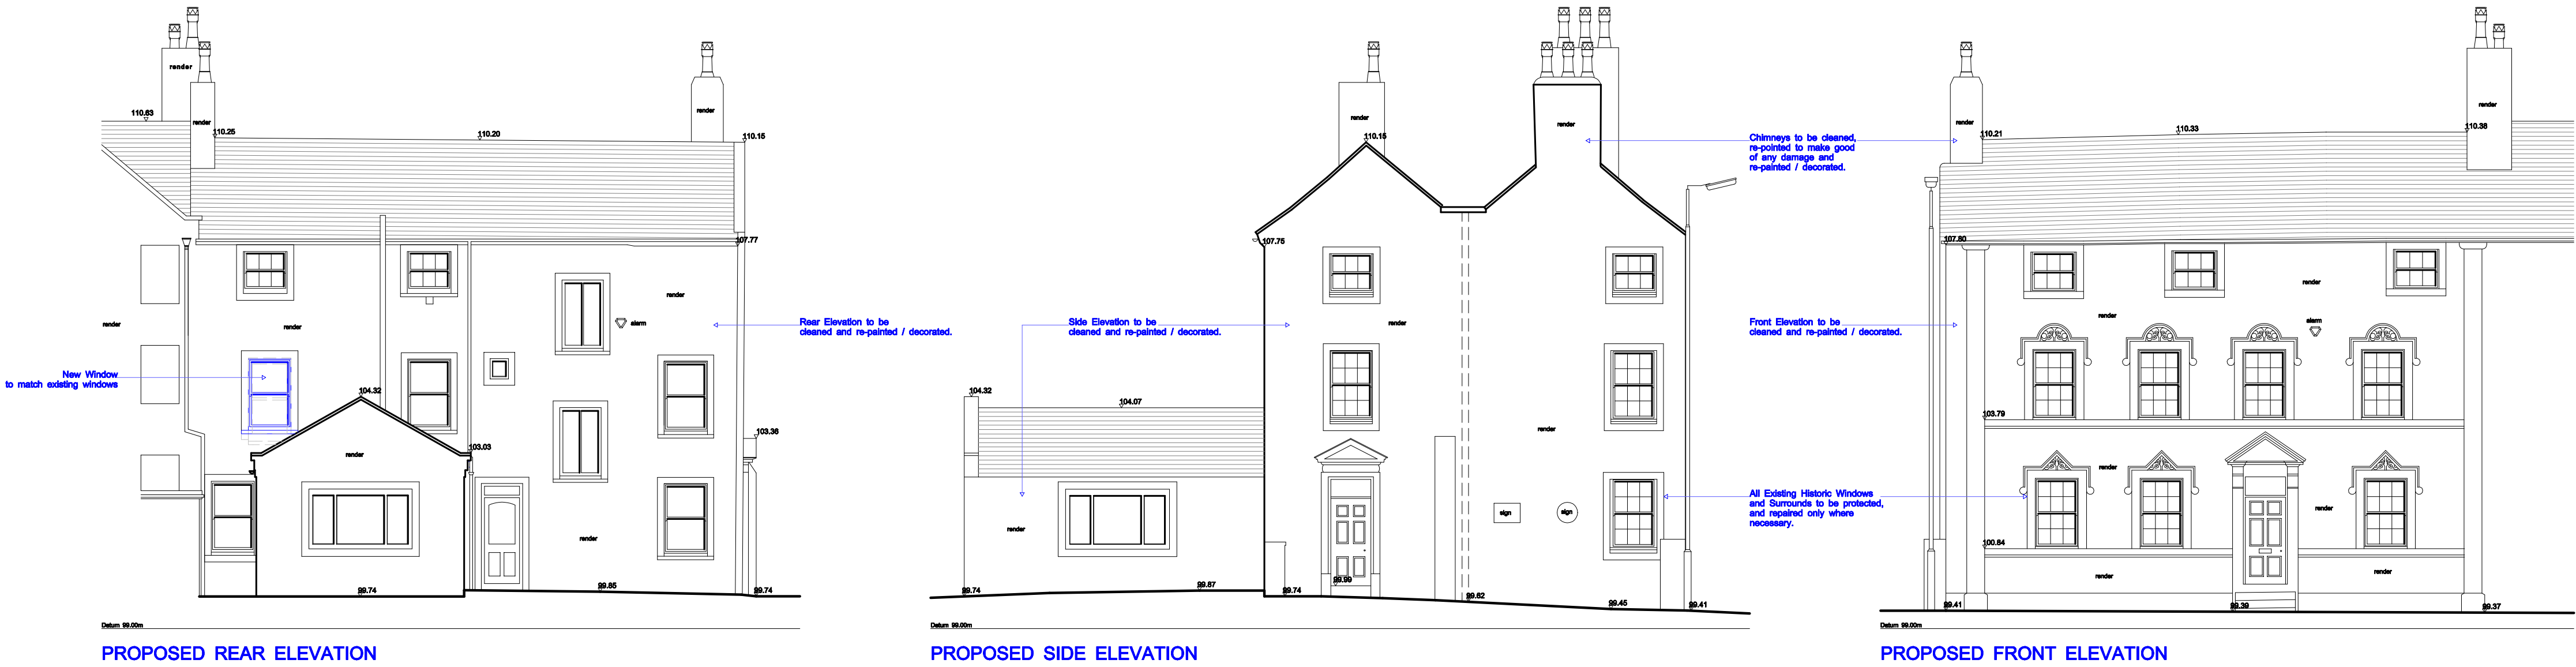 render
110.83
render
110.25
110.20
render
110.15
107.77
render
render
render
alarm
New Window
to match existing windows
104.32
103.03
103.36
render
render
99.74
99.85
99.74
Datum 99.00m
PROPOSED REAR ELEVATION
Rear Elevation to be
cleaned and re-painted / decorated.
Side Elevation to be
cleaned and re-painted / decorated.
render
render
110.15
107.75
render
104.32
104.07
render
render
sign
sign
99.74
99.87
99.74
99.99
99.62
99.45
99.41
Datum 99.00m
PROPOSED SIDE ELEVATION
Chimneys to be cleaned,
re-pointed to make good
of any damage and
re-painted / decorated.
Front Elevation to be
cleaned and re-painted / decorated.
All Existing Historic Windows
and Surrounds to be protected,
and repaired only where
necessary.
render
render
110.21
110.33
110.38
107.80
render
render
alarm
103.79
render
render
100.84
render
render
99.41
99.39
99.37
Datum 99.00m
PROPOSED FRONT ELEVATION